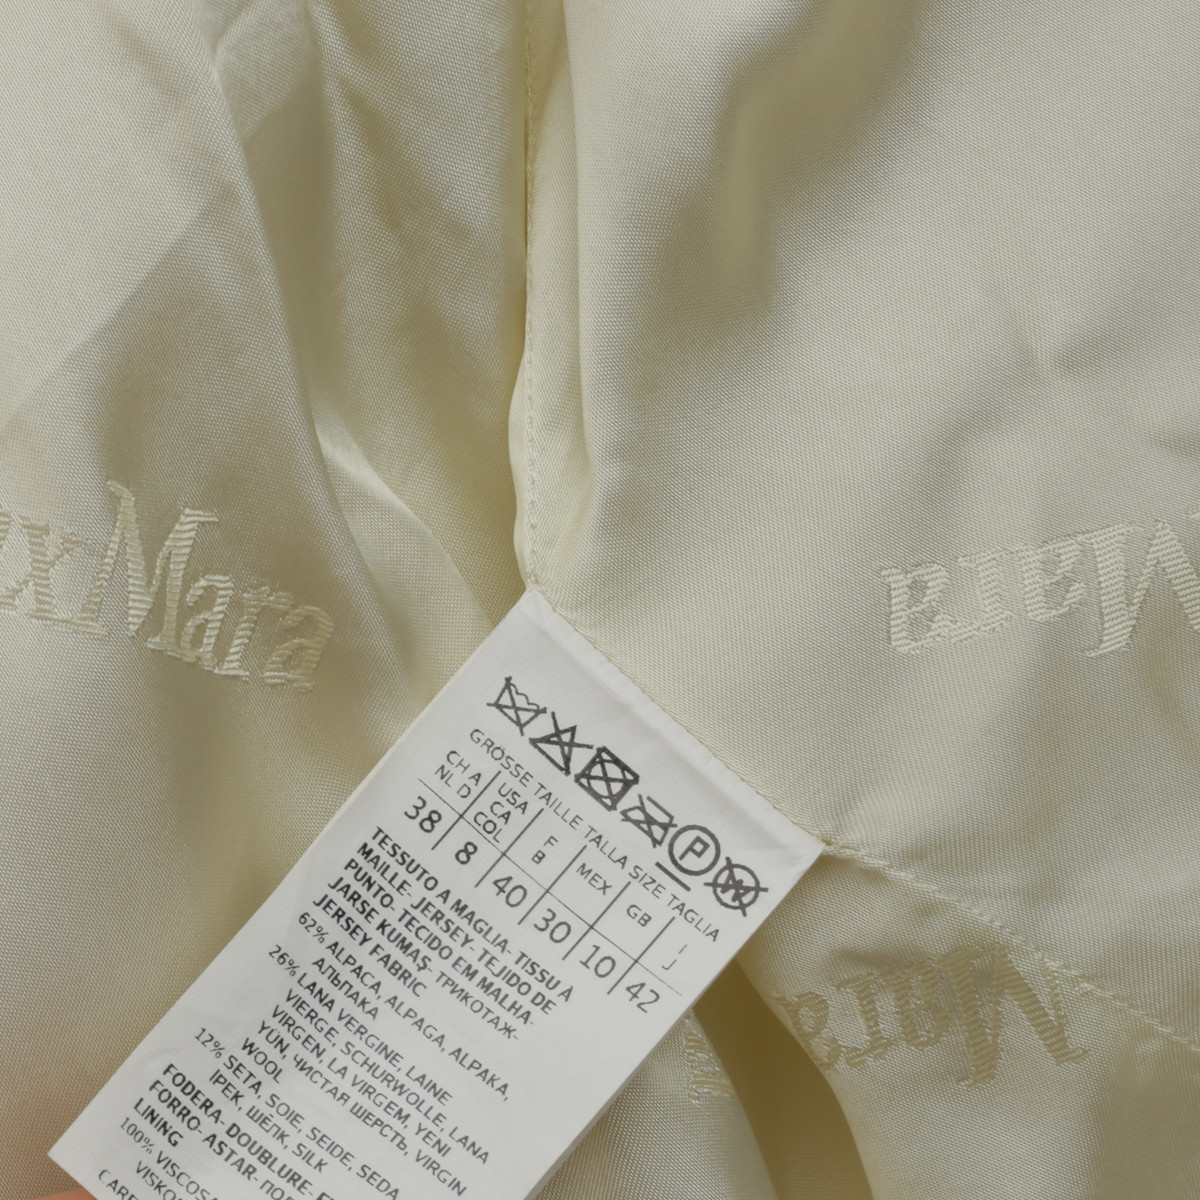 xMara
Mara
Mara
P
W
GRÖSSE TAILLE TALLA SIZE TAGLIA
CH A NL D
USA CA COL
F B
MEX
GB
I J
38 8 40 30 10 42
TESSUTO A MAGLIA- TISSU À
MAILLE- JERSEY- TEJIDO DE
PUNTO- TECIDO EM MALHA-
JARSE KUMAŞ- ТРИКОТАЖ-
JERSEY FABRIC
62% ALPACA, ALPAGA, ALPAKA,
АЛЬПАКА
26% LANA VERGINE, LAINE
VIERGE, SCHURWOLLE, LANA
VIRGEN, LA VIRGEM, YENI
YÜN, ЧИСТАЯ ШЕРСТЬ, VIRGIN
WOOL
12% SETA, SOIE, SEIDE, SEDA
IPEK, ШЁЛК, SILK
FODERA- DOUBLURE-
FORRO- ASTAR-
LINING
100% VISCOSA